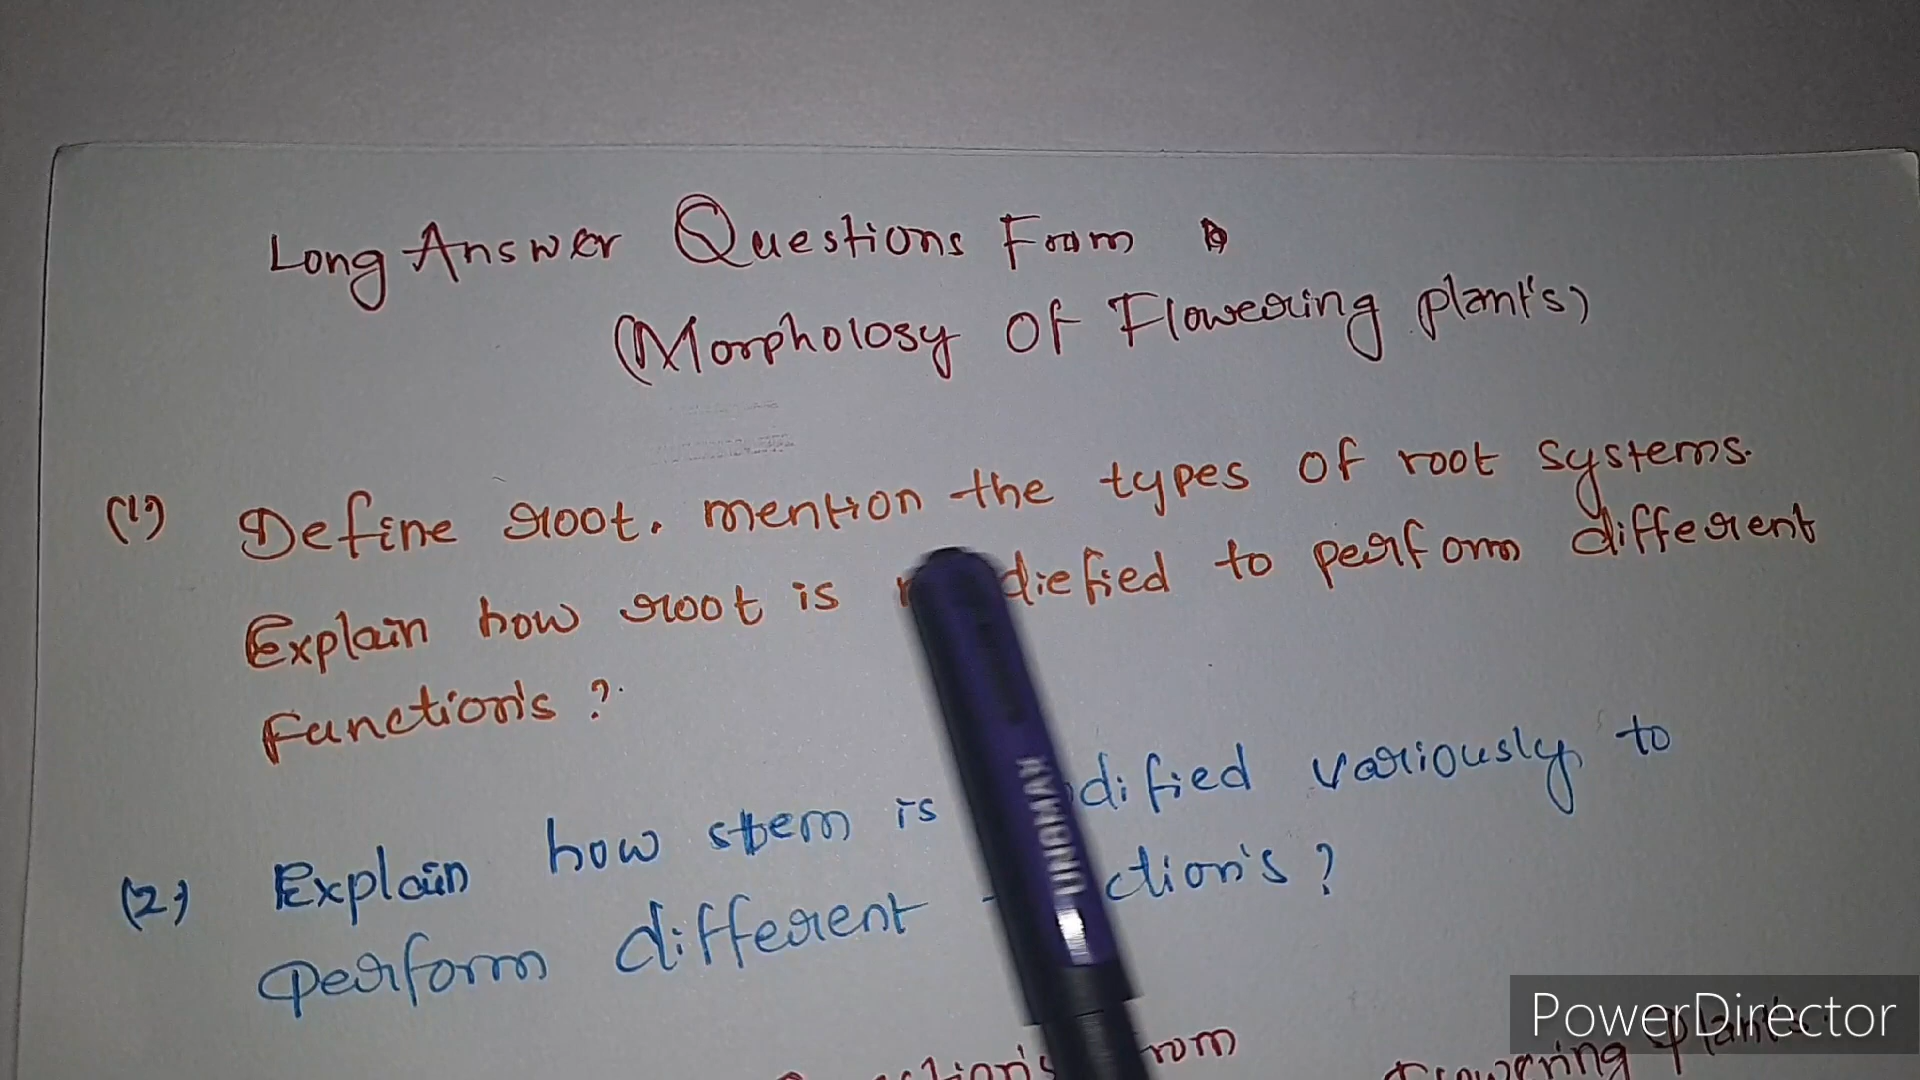 Long Answer Questions From
(Morpholosy Of Flowering plant's)
(1) Define root. mention the types of root systems.
Explain how root is diefied to perform different
function's ?
(2) Explain how stem is dified variously to
perform different ction's ?
UNOMAX
rom
PowerDirector